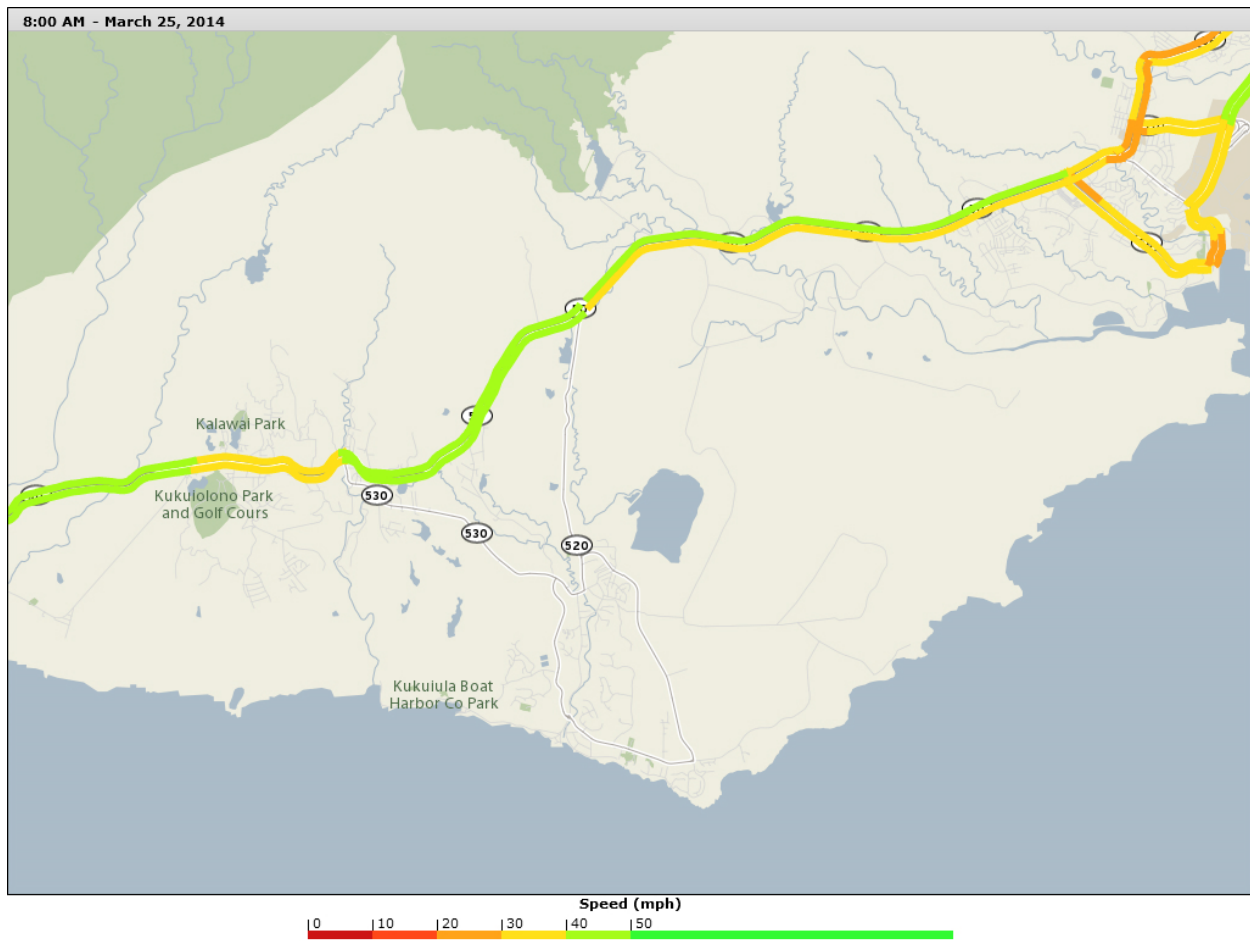 8:00 AM - March 25, 2014
Kalawai Park
Kukuiolono Park
and Golf Cours
530
530
520
Kukuiula Boat
Harbor Co Park
Speed (mph)
0 10 20 30 40 50